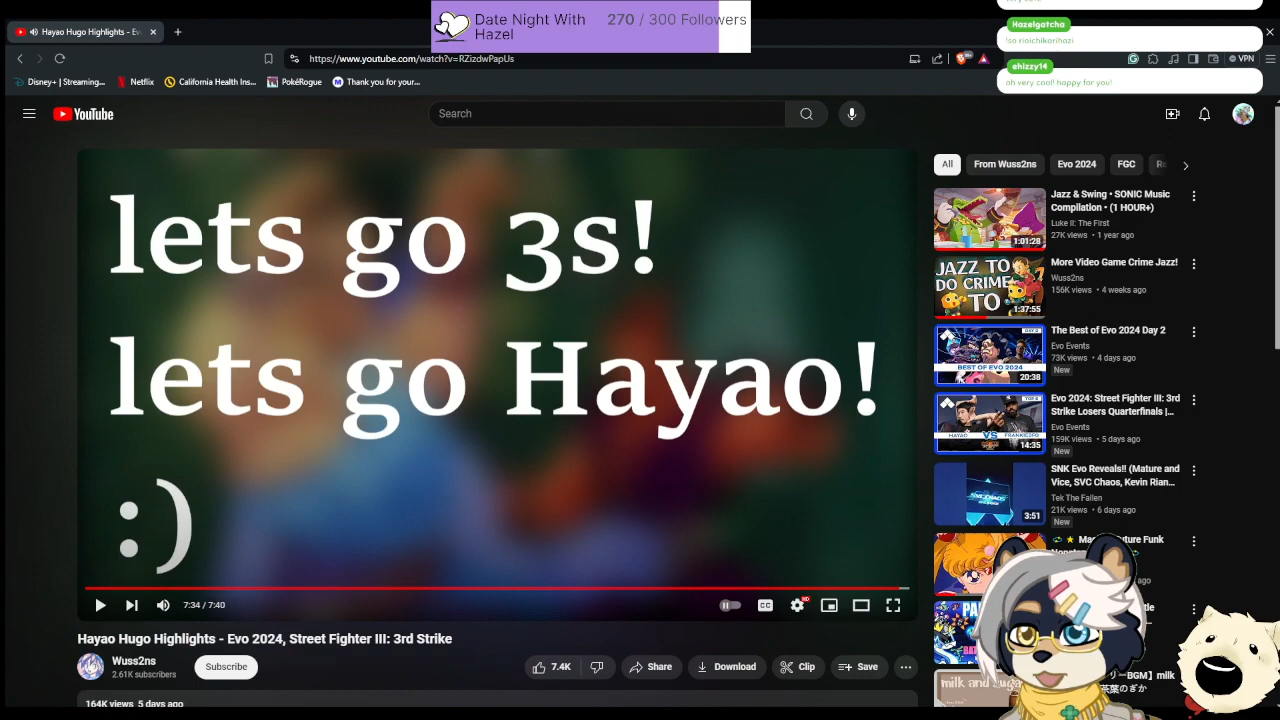 Date Night With
Hazel
270 / 300 Followers
Hazelgatcha
!so rioichikorihazi
ehizzy14
oh very cool! happy for you!
Hayao Hugo Highlights - Ev
VPN
Disney+ | Streaming...
Netflix
California Health Ins...
Thank you for your...
YouTube
Search
All
From Wuss2ns
Evo 2024
FGC
lets go 3s.
lets go Hayao!
:)
7:34 / 7:40
CC
HD
Hayao Hugo Highlights - Evo 2024, Street Fighter III: 3rd Strike
Wuss2ns
2.61K subscribers
Subscribe
7.4K
Share
Download
Clip
Save
164K views 5 days ago
Jazz & Swing • SONIC Music
Compilation • (1 HOUR+)
Luke II: The First
27K views • 1 year ago
1:01:28
More Video Game Crime Jazz!
Wuss2ns
156K views • 4 weeks ago
JAZZ TO
DO CRIME
TO
1:37:55
The Best of Evo 2024 Day 2
Evo Events
73K views • 4 days ago
New
BEST OF EVO 2024
20:38
Evo 2024: Street Fighter III: 3rd
Strike Losers Quarterfinals |...
Evo Events
159K views • 5 days ago
New
HAYAO VS
14:35
SNK Evo Reveals!! (Mature and
Vice, SVC Chaos, Kevin Rian...
Tek The Fallen
21K views • 6 days ago
New
3:51
milk